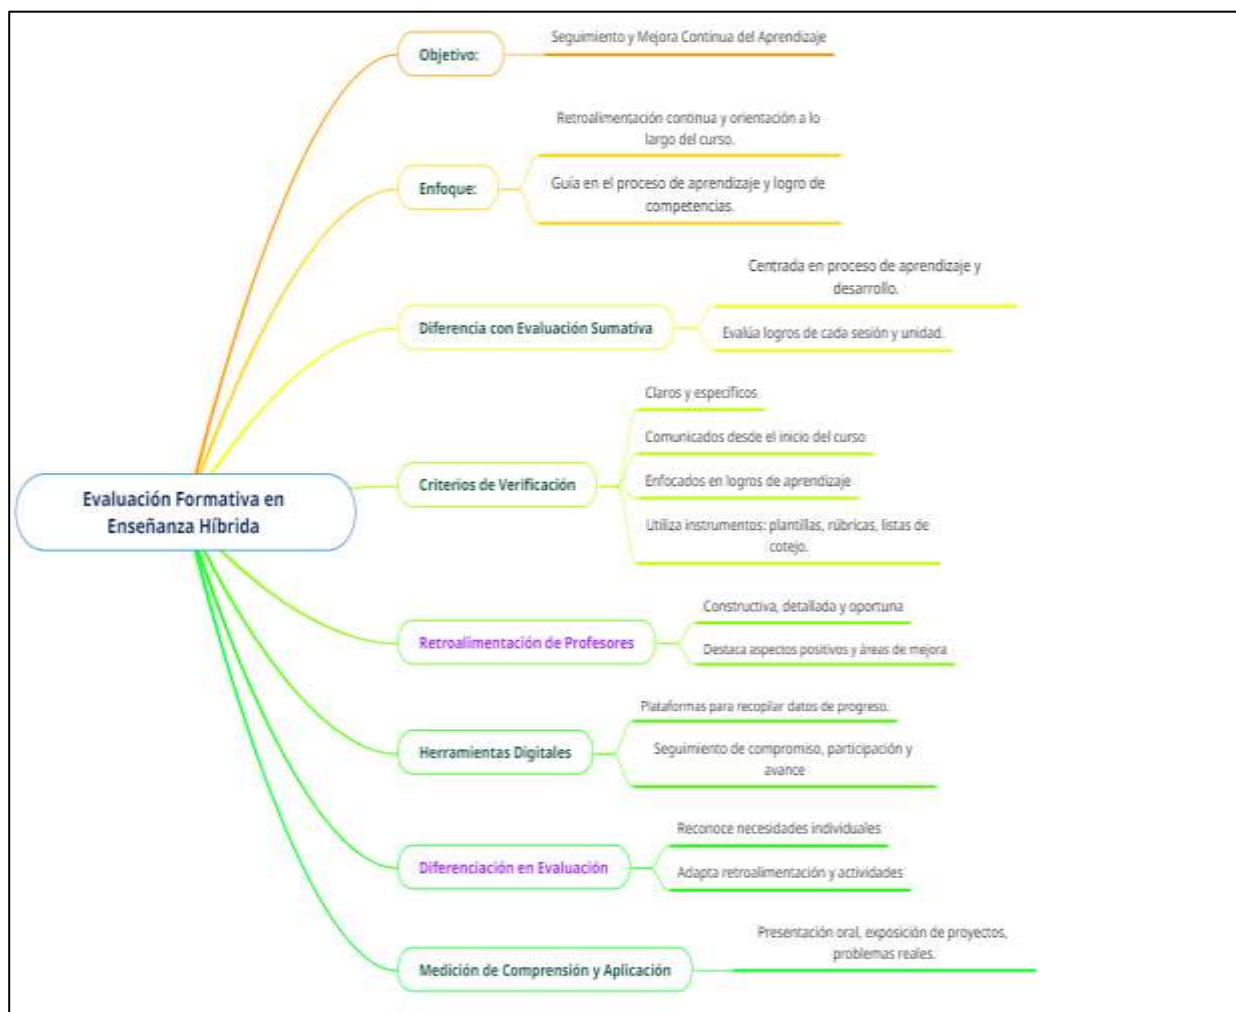 Objetivo:
Seguimiento y Mejora Continua del Aprendizaje
Enfoque:
Retroalimentación continua y orientación a lo
largo del curso.
Guía en el proceso de aprendizaje y logro de
competencias.
Diferencia con Evaluación Sumativa
Centrada en proceso de aprendizaje y
desarrollo.
Evalúa logros de cada sesión y unidad.
Evaluación Formativa en
Enseñanza Híbrida
Criterios de Verificación
Claros y específicos
Comunicados desde el inicio del curso
Enfocados en logros de aprendizaje
Utiliza instrumentos: plantillas, rúbricas, listas de
cotejo.
Retroalimentación de Profesores
Constructiva, detallada y oportuna
Destaca aspectos positivos y áreas de mejora
Herramientas Digitales
Plataformas para recopilar datos de progreso.
Seguimiento de compromiso, participación y
avance
Diferenciación en Evaluación
Reconoce necesidades individuales
Adapta retroalimentación y actividades
Medición de Comprensión y Aplicación
Presentación oral, exposición de proyectos,
problemas reales.